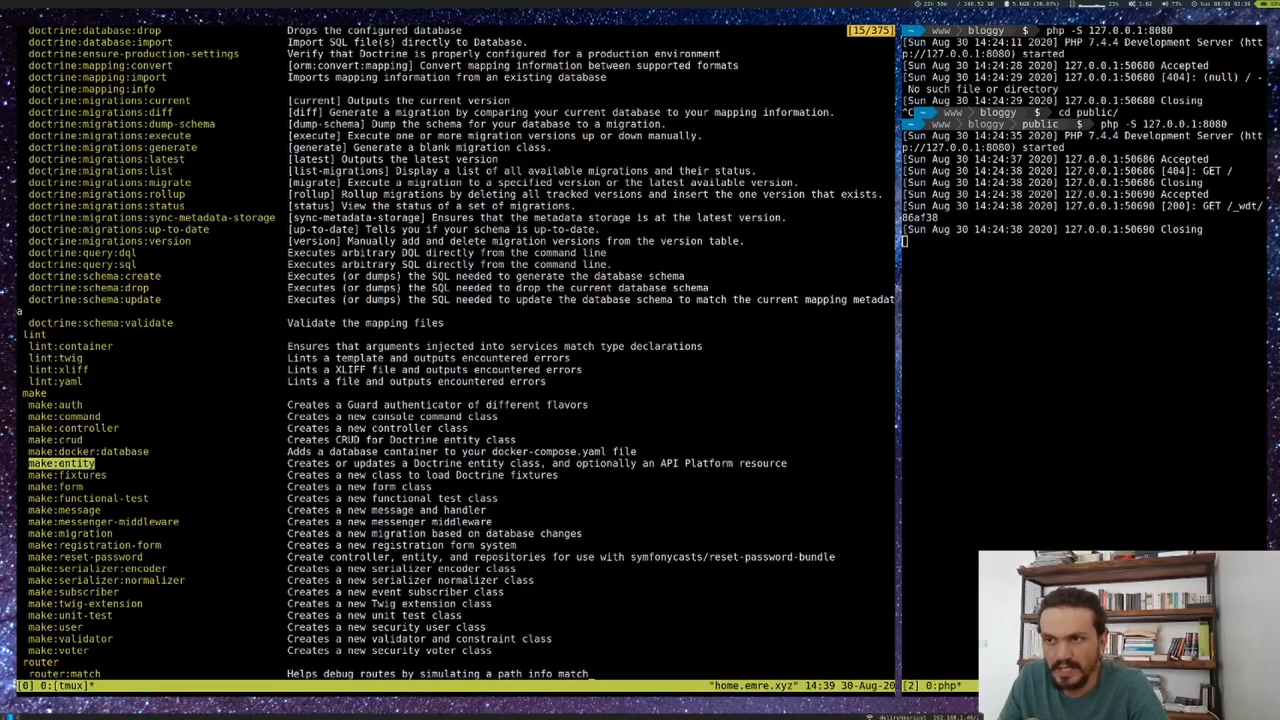 22h 50m / 246.52 GB 5.6GB (36.87%) 23% 3.62 73% Sun 08/30 02:39
doctrine:database:drop Drops the configured database [15/375]
doctrine:database:import Import SQL file(s) directly to Database.
doctrine:ensure-production-settings Verify that Doctrine is properly configured for a production environment
doctrine:mapping:convert [orm:convert:mapping] Convert mapping information between supported formats
doctrine:mapping:import Imports mapping information from an existing database
doctrine:mapping:info
doctrine:migrations:current [current] Outputs the current version
doctrine:migrations:diff [diff] Generate a migration by comparing your current database to your mapping information.
doctrine:migrations:dump-schema [dump-schema] Dump the schema for your database to a migration.
doctrine:migrations:execute [execute] Execute one or more migration versions up or down manually.
doctrine:migrations:generate [generate] Generate a blank migration class.
doctrine:migrations:latest [latest] Outputs the latest version
doctrine:migrations:list [list-migrations] Display a list of all available migrations and their status.
doctrine:migrations:migrate [migrate] Execute a migration to a specified version or the latest available version.
doctrine:migrations:rollup [rollup] Rollup migrations by deleting all tracked versions and insert the one version that exists.
doctrine:migrations:status [status] View the status of a set of migrations.
doctrine:migrations:sync-metadata-storage [sync-metadata-storage] Ensures that the metadata storage is at the latest version.
doctrine:migrations:up-to-date [up-to-date] Tells you if your schema is up-to-date.
doctrine:migrations:version [version] Manually add and delete migration versions from the version table.
doctrine:query:dql Executes arbitrary DQL directly from the command line
doctrine:query:sql Executes arbitrary SQL directly from the command line.
doctrine:schema:create Executes (or dumps) the SQL needed to generate the database schema
doctrine:schema:drop Executes (or dumps) the SQL needed to drop the current database schema
doctrine:schema:update Executes (or dumps) the SQL needed to update the database schema to match the current mapping metadat
a
doctrine:schema:validate Validate the mapping files
lint
lint:container Ensures that arguments injected into services match type declarations
lint:twig Lints a template and outputs encountered errors
lint:xliff Lints a XLIFF file and outputs encountered errors
lint:yaml Lints a file and outputs encountered errors
make
make:auth Creates a Guard authenticator of different flavors
make:command Creates a new console command class
make:controller Creates a new controller class
make:crud Creates CRUD for Doctrine entity class
make:docker:database Adds a database container to your docker-compose.yaml file
make:entity Creates or updates a Doctrine entity class, and optionally an API Platform resource
make:fixtures Creates a new class to load Doctrine fixtures
make:form Creates a new form class
make:functional-test Creates a new functional test class
make:message Creates a new message and handler
make:messenger-middleware Creates a new messenger middleware
make:migration Creates a new migration based on database changes
make:registration-form Creates a new registration form system
make:reset-password Create controller, entity, and repositories for use with symfonycasts/reset-password-bundle
make:serializer:encoder Creates a new serializer encoder class
make:serializer:normalizer Creates a new serializer normalizer class
make:subscriber Creates a new event subscriber class
make:twig-extension Creates a new Twig extension class
make:unit-test Creates a new unit test class
make:user Creates a new security user class
make:validator Creates a new validator and constraint class
make:voter Creates a new security voter class
router
router:match Helps debug routes by simulating a path info match_
[0] 0:[tmux]* "home.emre.xyz" 14:39 30-Aug-20
~ www bloggy $ php -S 127.0.0.1:8080
[Sun Aug 30 14:24:11 2020] PHP 7.4.4 Development Server (htt
p://127.0.0.1:8080) started
[Sun Aug 30 14:24:28 2020] 127.0.0.1:50680 Accepted
[Sun Aug 30 14:24:29 2020] 127.0.0.1:50680 [404]: (null) / -
No such file or directory
[Sun Aug 30 14:24:29 2020] 127.0.0.1:50680 Closing
^C ~ www bloggy $ cd public/
~ www bloggy public $ php -S 127.0.0.1:8080
[Sun Aug 30 14:24:35 2020] PHP 7.4.4 Development Server (htt
p://127.0.0.1:8080) started
[Sun Aug 30 14:24:37 2020] 127.0.0.1:50686 Accepted
[Sun Aug 30 14:24:38 2020] 127.0.0.1:50686 [404]: GET /
[Sun Aug 30 14:24:38 2020] 127.0.0.1:50686 Closing
[Sun Aug 30 14:24:38 2020] 127.0.0.1:50690 Accepted
[Sun Aug 30 14:24:38 2020] 127.0.0.1:50690 [200]: GET /_wdt/
86af38
[Sun Aug 30 14:24:38 2020] 127.0.0.1:50690 Closing
[2] 0:php*